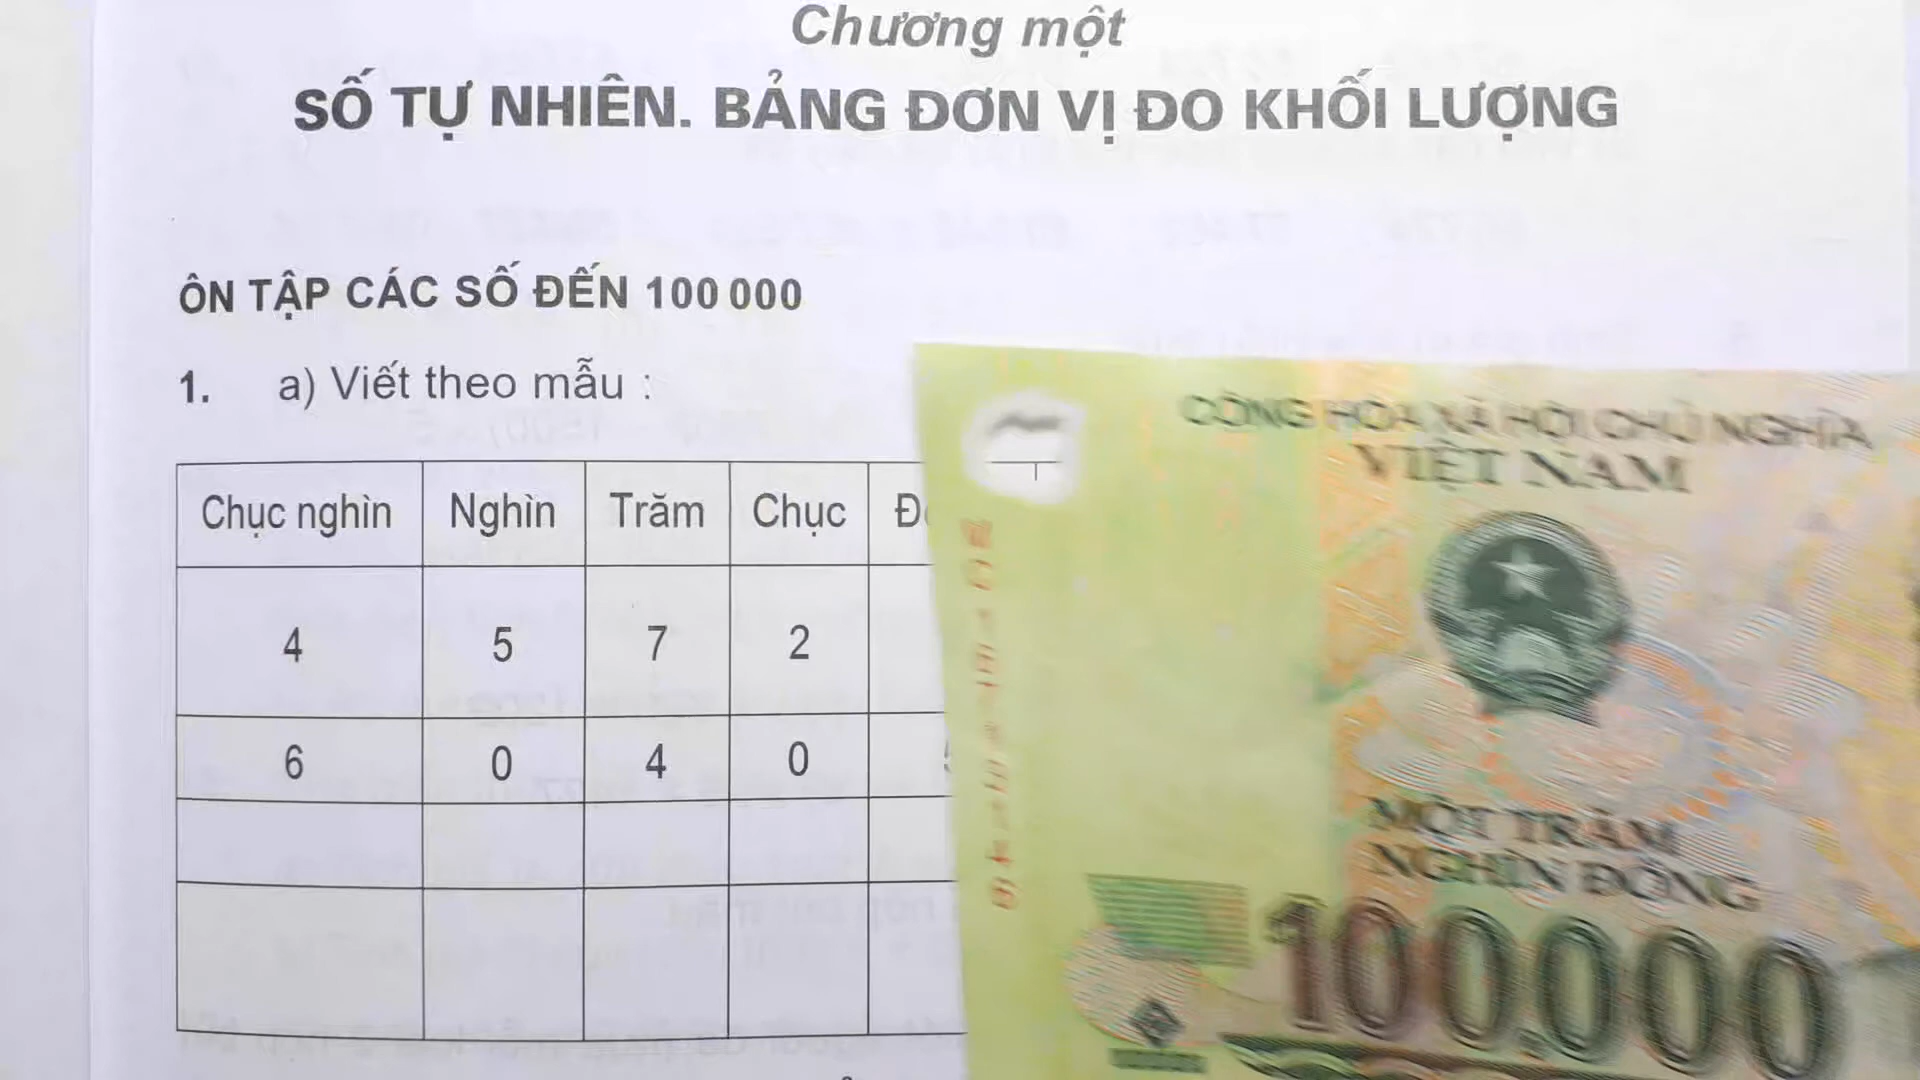 Chương một
SỐ TỰ NHIÊN. BẢNG ĐƠN VỊ ĐO KHỐI LƯỢNG
ÔN TẬP CÁC SỐ ĐẾN 100 000
1. a) Viết theo mẫu :
Chục nghìn Nghìn Trăm Chục
4 5 7 2
6 0 4 0
CỘNG HÒA XÃ HỘI CHỦ NGHĨA
VIỆT NAM
MỘT TRĂM
NGHÌN ĐỒNG
100.000